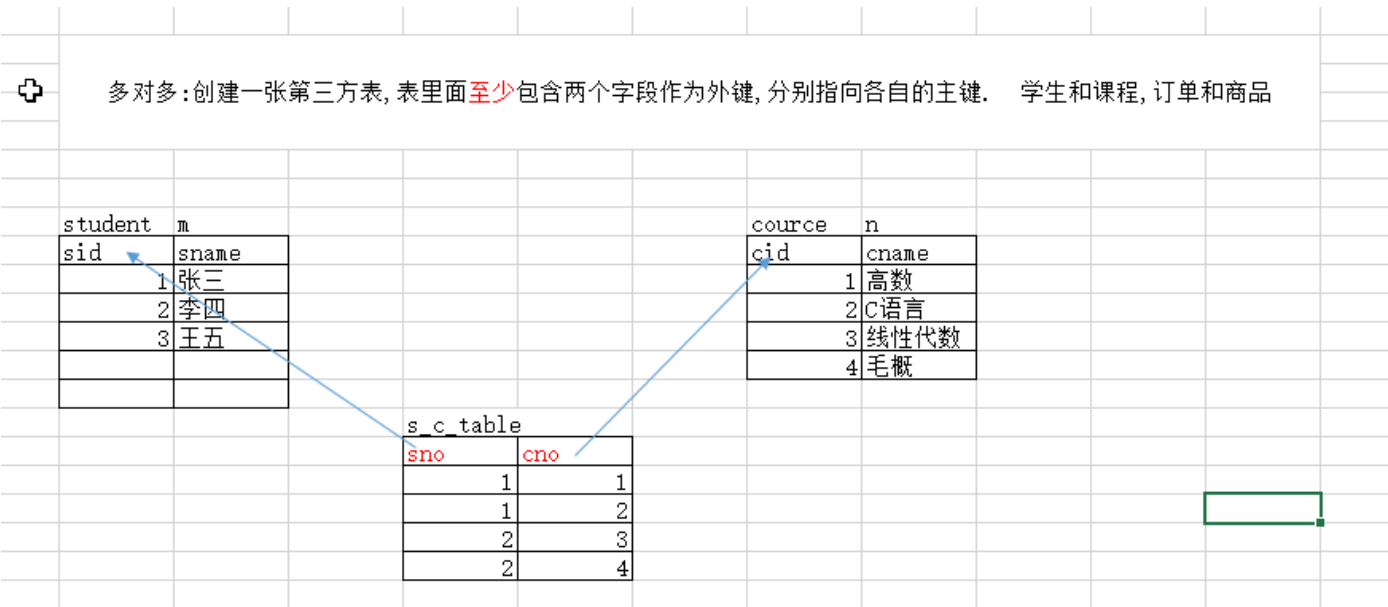 多对多:创建一张第三方表,表里面至少包含两个字段作为外键,分别指向各自的主键. 学生和课程,订单和商品
student m cource n
sid sname cid cname
1 张三 1 高数
2 李四 2 C语言
3 王五 3 线性代数
4 毛概
s_c_table
sno cno
1 1
1 2
2 3
2 4